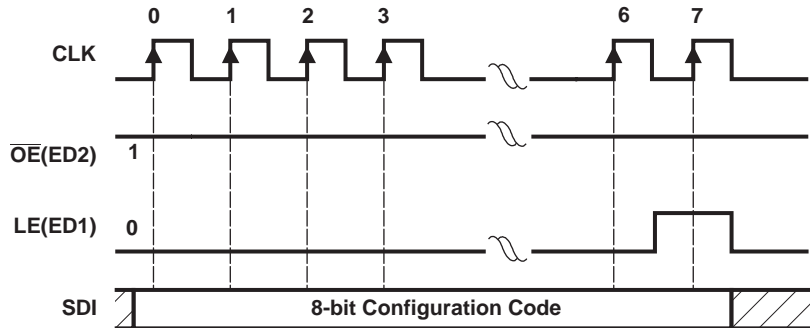 0 1 2 3 6 7
CLK
OE(ED2) 1
LE(ED1) 0
SDI 8-bit Configuration Code